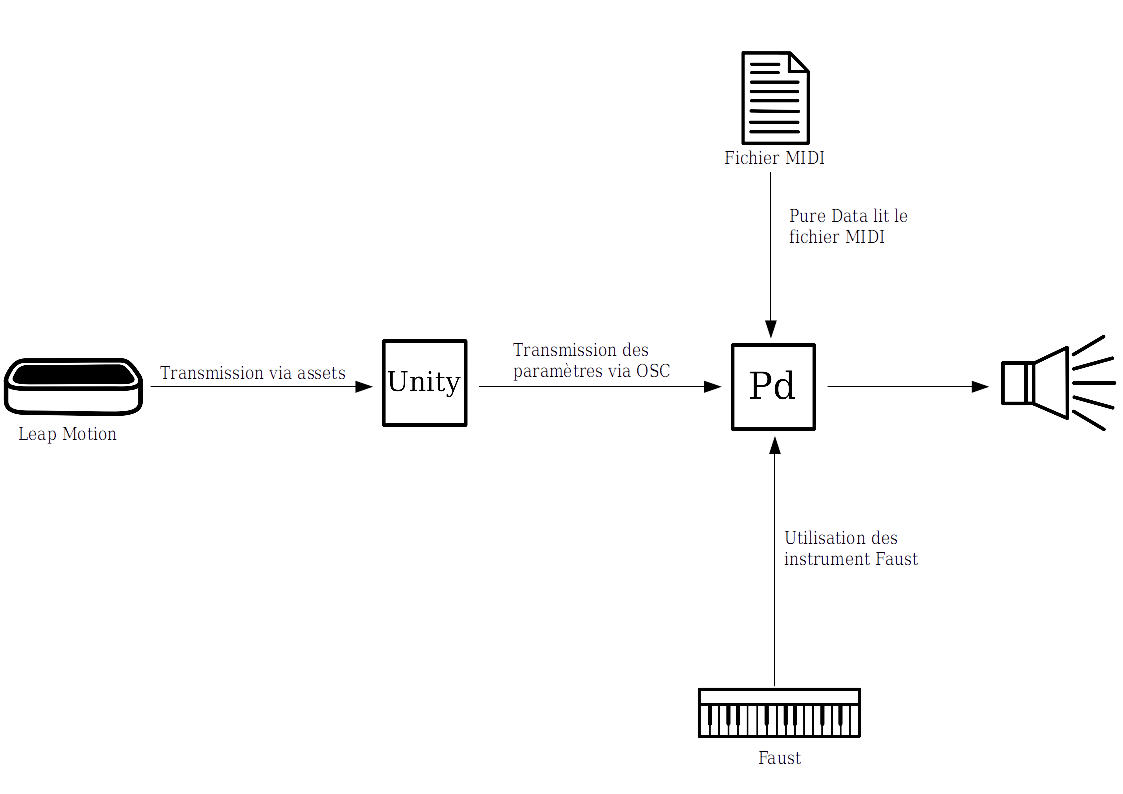 Fichier MIDI
Pure Data lit le
fichier MIDI
Transmission via assets
Leap Motion
Unity
Transmission des
paramètres via OSC
Pd
Utilisation des
instrument Faust
Faust